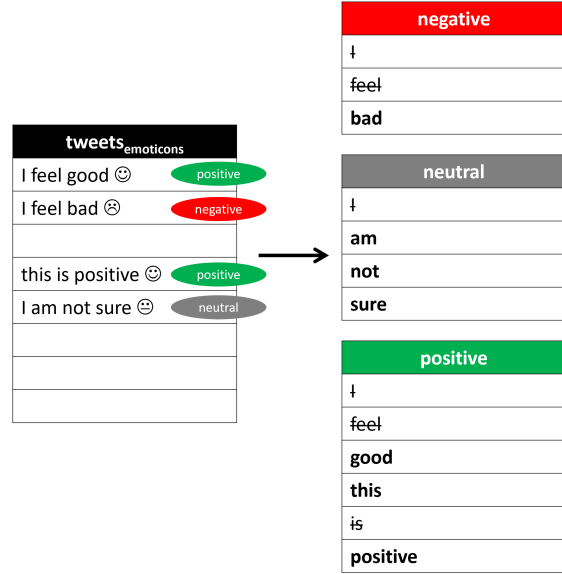 tweets emoticons
I feel good ☺ positive
I feel bad ☹ negative
this is positive ☺ positive
I am not sure 😐 neutral
negative
I
feel
bad
neutral
I
am
not
sure
positive
I
feel
good
this
is
positive